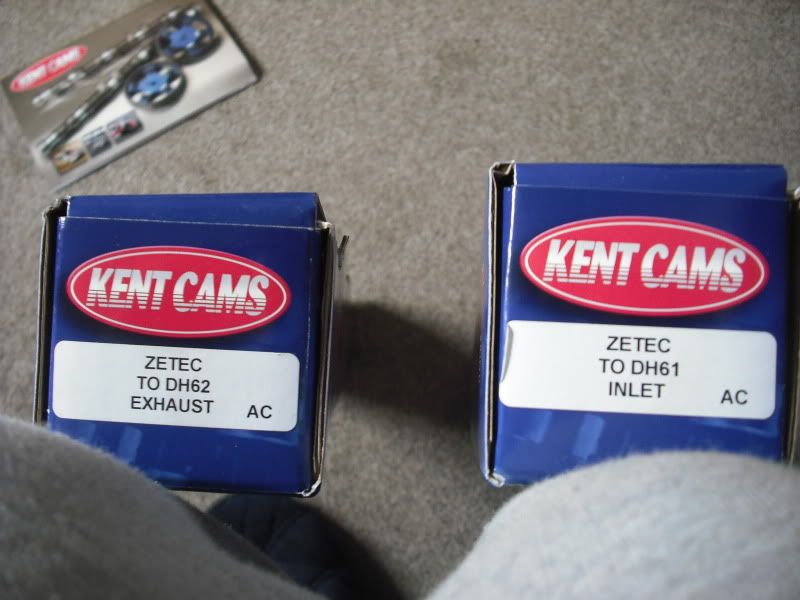 KENT CAMS
KENT CAMS
ZETEC
TO DH62
EXHAUST AC
KENT CAMS
ZETEC
TO DH61
INLET AC